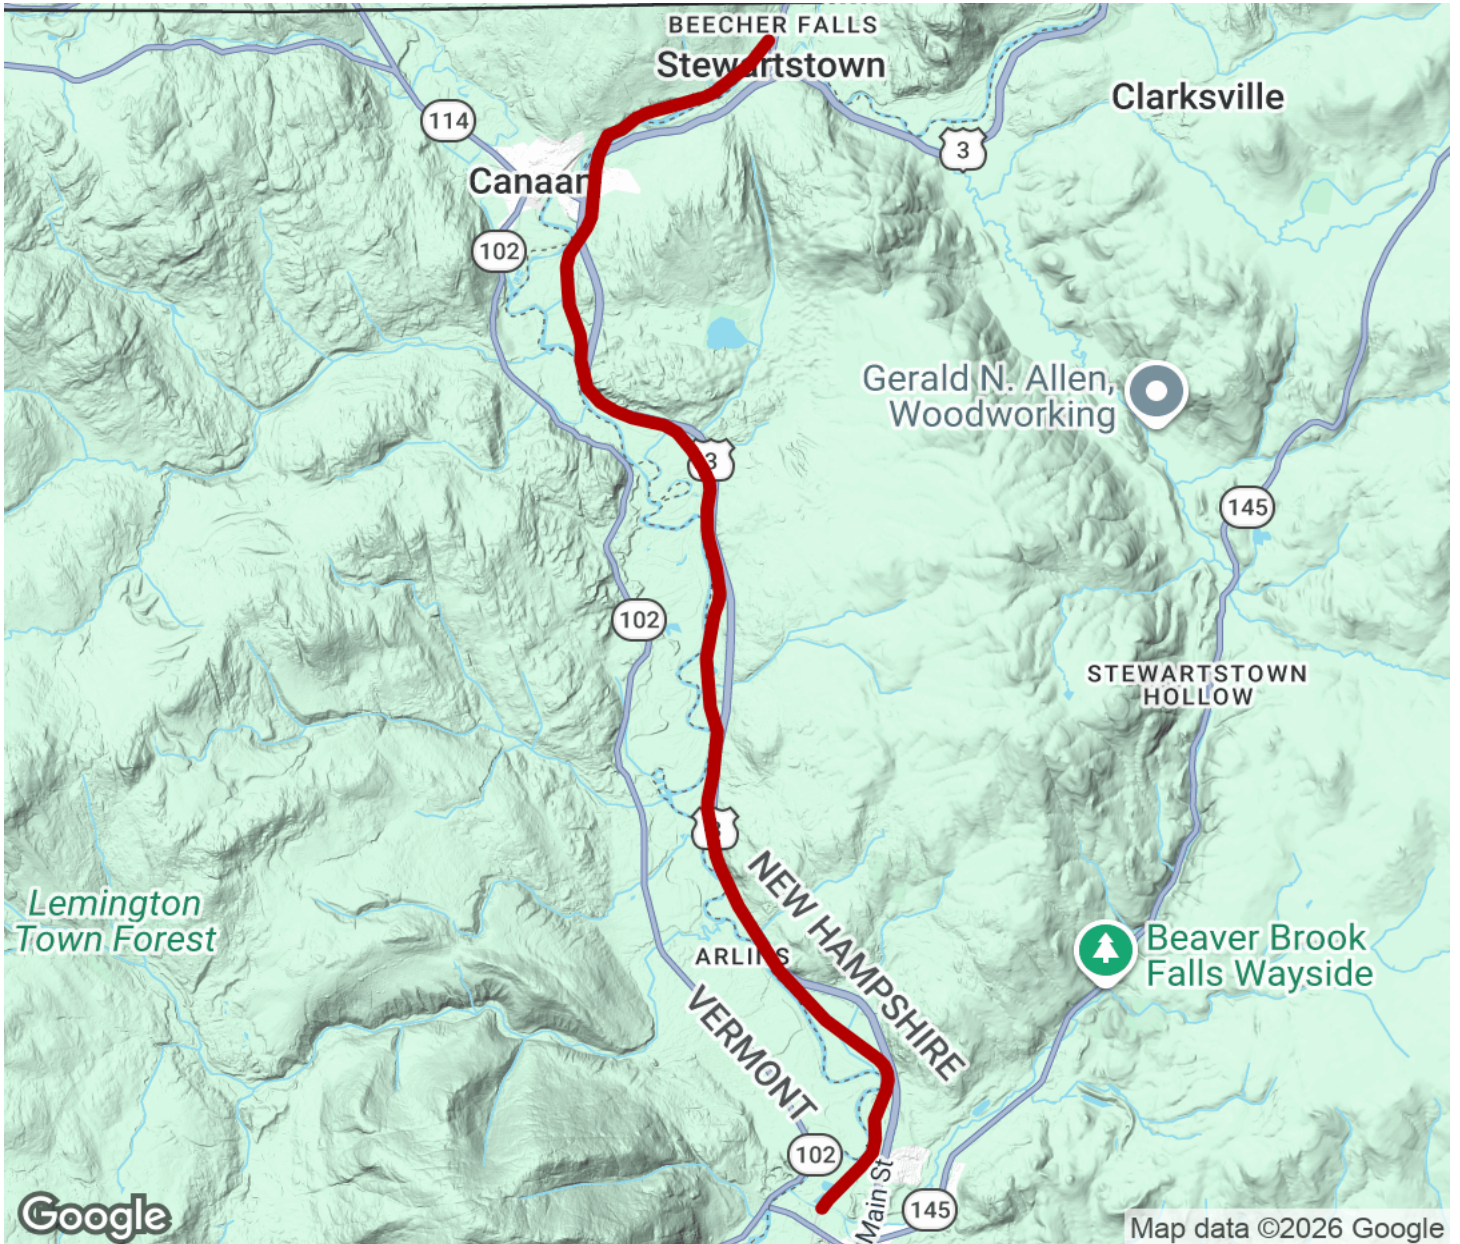 BEECHER FALLS
Stewartstown
Clarksville
114
3
Canaan
102
Gerald N. Allen,
Woodworking
3
145
102
STEWARTSTOWN
HOLLOW
NEW HAMPSHIRE
Lemington
Town Forest
Beaver Brook
Falls Wayside
VERMONT
102
Main St
145
Google
Map data ©2026 Google